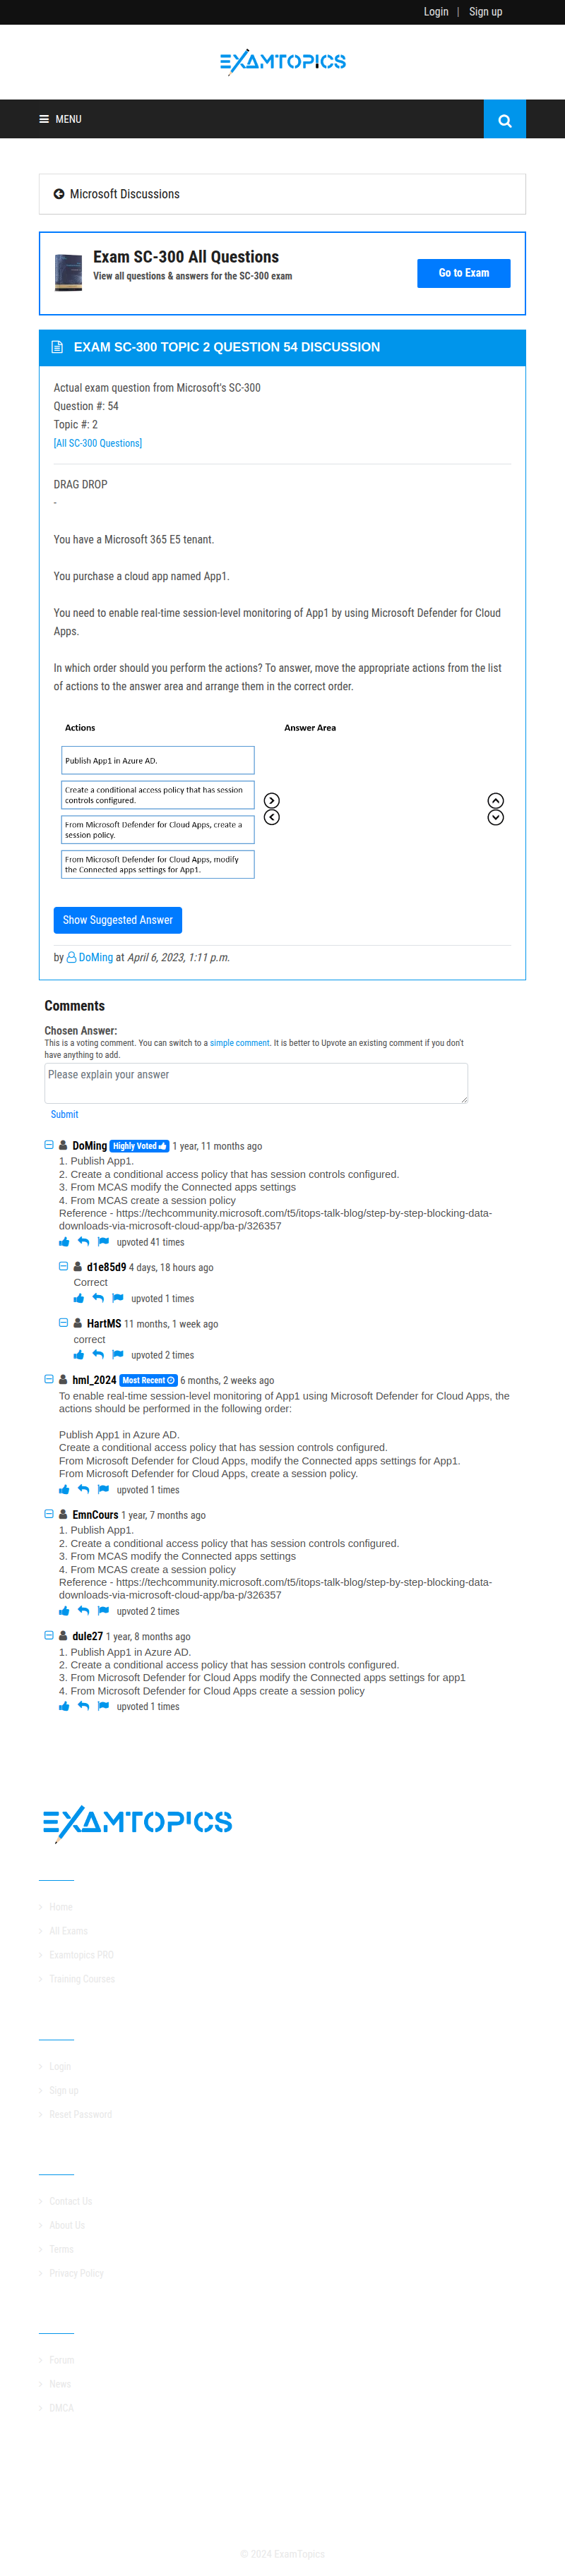 Login | Sign up
EXAMTOPICS
MENU
Microsoft Discussions
Exam SC-300 All Questions
View all questions & answers for the SC-300 exam
Go to Exam
EXAM SC-300 TOPIC 2 QUESTION 54 DISCUSSION
Actual exam question from Microsoft's SC-300
Question #: 54
Topic #: 2
[All SC-300 Questions]
DRAG DROP
-
You have a Microsoft 365 E5 tenant.
You purchase a cloud app named App1.
You need to enable real-time session-level monitoring of App1 by using Microsoft Defender for Cloud
Apps.
In which order should you perform the actions? To answer, move the appropriate actions from the list
of actions to the answer area and arrange them in the correct order.
Actions
Answer Area
Publish App1 in Azure AD.
Create a conditional access policy that has session
controls configured.
From Microsoft Defender for Cloud Apps, create a
session policy.
From Microsoft Defender for Cloud Apps, modify
the Connected apps settings for App1.
Show Suggested Answer
by DoMing at April 6, 2023, 1:11 p.m.
Comments
Chosen Answer:
This is a voting comment. You can switch to a simple comment. It is better to Upvote an existing comment if you don't
have anything to add.
Please explain your answer
Submit
DoMing Highly Voted 1 year, 11 months ago
1. Publish App1.
2. Create a conditional access policy that has session controls configured.
3. From MCAS modify the Connected apps settings
4. From MCAS create a session policy
Reference - https://techcommunity.microsoft.com/t5/itops-talk-blog/step-by-step-blocking-data-
downloads-via-microsoft-cloud-app/ba-p/326357
upvoted 41 times
d1e85d9 4 days, 18 hours ago
Correct
upvoted 1 times
HartMS 11 months, 1 week ago
correct
upvoted 2 times
hml_2024 Most Recent 6 months, 2 weeks ago
To enable real-time session-level monitoring of App1 using Microsoft Defender for Cloud Apps, the
actions should be performed in the following order:
Publish App1 in Azure AD.
Create a conditional access policy that has session controls configured.
From Microsoft Defender for Cloud Apps, modify the Connected apps settings for App1.
From Microsoft Defender for Cloud Apps, create a session policy.
upvoted 1 times
EmnCours 1 year, 7 months ago
1. Publish App1.
2. Create a conditional access policy that has session controls configured.
3. From MCAS modify the Connected apps settings
4. From MCAS create a session policy
Reference - https://techcommunity.microsoft.com/t5/itops-talk-blog/step-by-step-blocking-data-
downloads-via-microsoft-cloud-app/ba-p/326357
upvoted 2 times
dule27 1 year, 8 months ago
1. Publish App1 in Azure AD.
2. Create a conditional access policy that has session controls configured.
3. From Microsoft Defender for Cloud Apps modify the Connected apps settings for app1
4. From Microsoft Defender for Cloud Apps create a session policy
upvoted 1 times
EXAMTOPICS
Home
All Exams
Examtopics PRO
Training Courses
Login
Sign up
Reset Password
Contact Us
About Us
Terms
Privacy Policy
Forum
News
DMCA
© 2024 ExamTopics